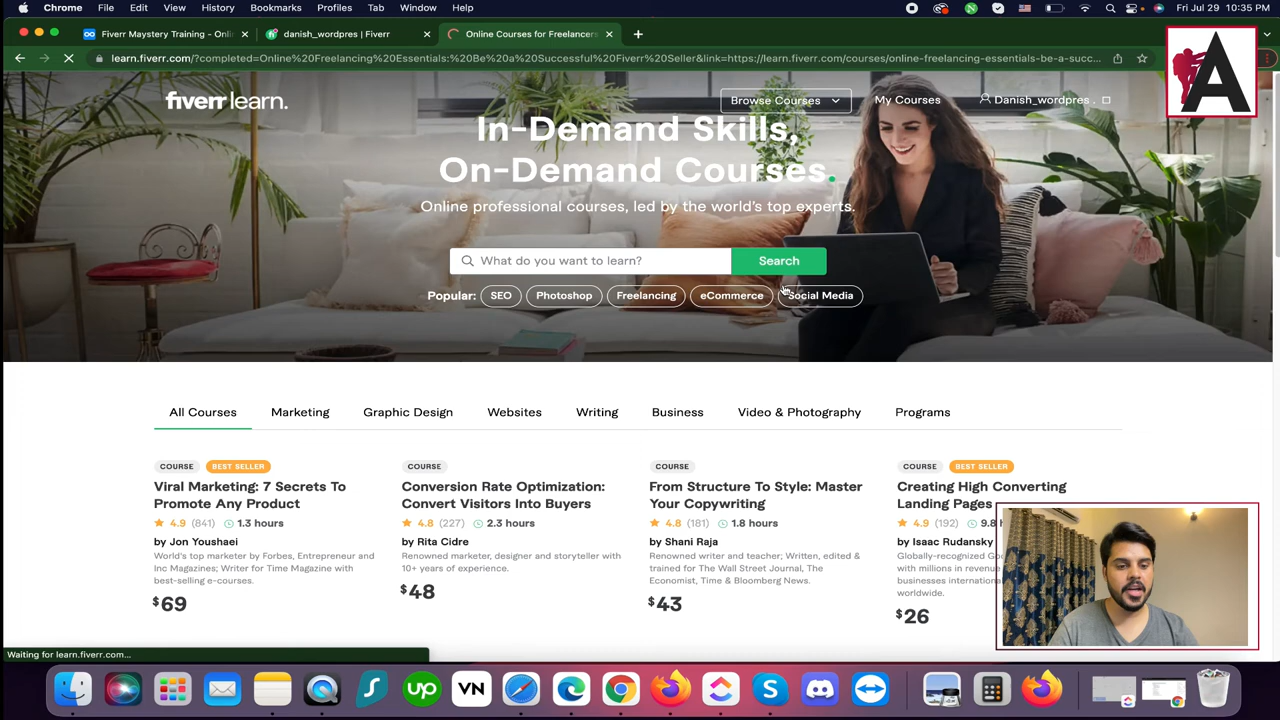 Chrome File Edit View History Bookmarks Profiles Tab Window Help Fri Jul 29 10:35 PM
Fiverr Maystery Training - Onli
danish_wordpres | Fiverr
Online Courses for Freelancers
learn.fiverr.com/?completed=Online%20Freelancing%20Essentials:%20Be%20a%20Successful%20Fiverr%20Seller&link=https://learn.fiverr.com/courses/online-freelancing-essentials-be-a-succ...
A
fiverr learn.
Browse Courses
My Courses
Danish_wordpres .
In-Demand Skills,
On-Demand Courses.
Online professional courses, led by the world's top experts.
What do you want to learn?
Search
Popular: SEO Photoshop Freelancing eCommerce Social Media
All Courses Marketing Graphic Design Websites Writing Business Video & Photography Programs
COURSE BEST SELLER
Viral Marketing: 7 Secrets To
Promote Any Product
4.9 (841) 1.3 hours
by Jon Youshaei
World's top marketer by Forbes, Entrepreneur and
Inc Magazines; Writer for Time Magazine with
best-selling e-courses.
$69
COURSE
Conversion Rate Optimization:
Convert Visitors Into Buyers
4.8 (227) 2.3 hours
by Rita Cidre
Renowned marketer, designer and storyteller with
10+ years of experience.
$48
COURSE
From Structure To Style: Master
Your Copywriting
4.8 (181) 1.8 hours
by Shani Raja
Renowned writer and teacher; Written, edited &
trained for The Wall Street Journal, The
Economist, Time & Bloomberg News.
$43
COURSE BEST SELLER
Creating High Converting
Landing Pages
4.9 (192) 9.8 h
by Isaac Rudansky
Globally-recognized Go
with millions in revenue
businesses internationa
worldwide.
$26
Waiting for learn.fiverr.com...
up
VN